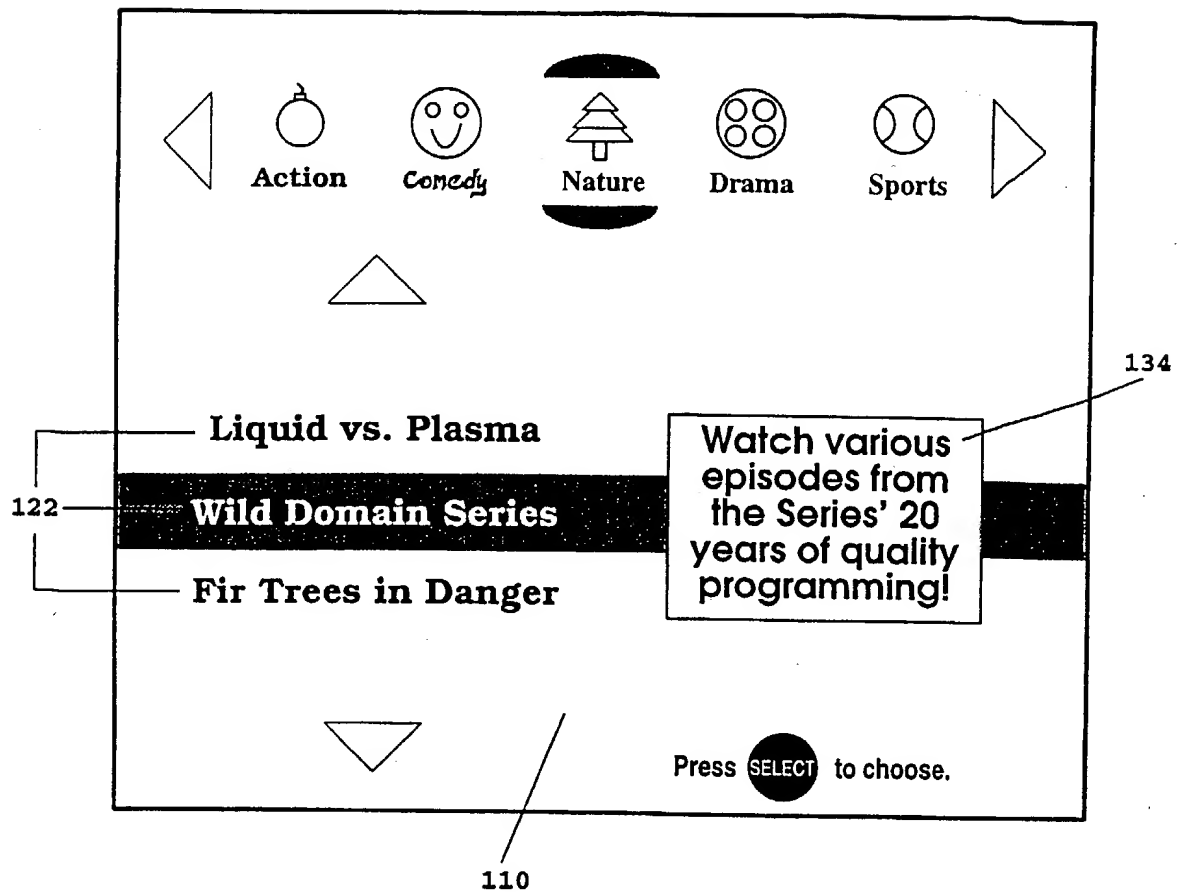 Action Comedy Nature Drama Sports
134
Liquid vs. Plasma
122
Wild Domain Series
Fir Trees in Danger
Watch various
episodes from
the Series' 20
years of quality
programming!
Press SELECT to choose.
110